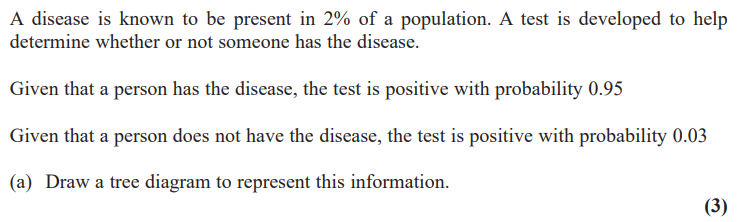 A disease is known to be present in 2% of a population. A test is developed to help
determine whether or not someone has the disease.
Given that a person has the disease, the test is positive with probability 0.95
Given that a person does not have the disease, the test is positive with probability 0.03
(a) Draw a tree diagram to represent this information.
(3)